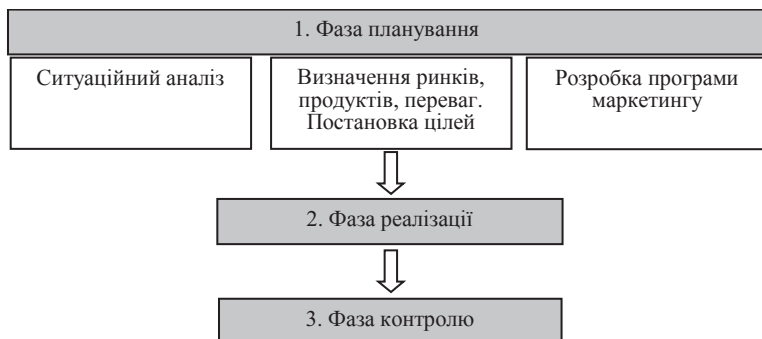 1. Фаза планування
Ситуаційний аналіз
Визначення ринків,
продуктів, переваг.
Постановка цілей
Розробка програми
маркетингу
2. Фаза реалізації
3. Фаза контролю